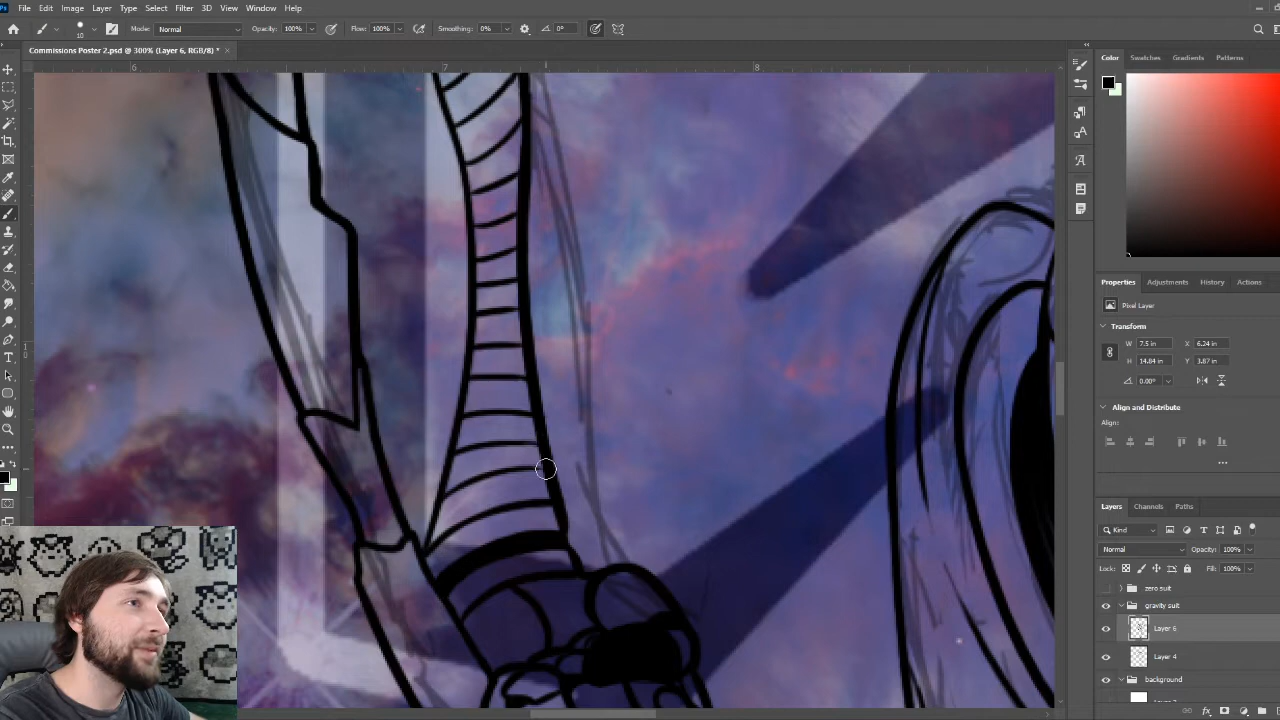 File Edit Image Layer Type Select Filter 3D View Window Help
10 Mode: Normal Opacity: 100% Flow: 100% Smoothing: 0% 0°
Commissions Poster 2.psd @ 300% (Layer 6, RGB/8) *
6 7 8
Color Swatches Gradients Patterns
Properties Adjustments History Actions
Pixel Layer
Transform
W 7.5 in X 6.24 in
H 14.84 in Y 3.87 in
0.00°
Align and Distribute
Align:
Layers Channels Paths
Kind
Normal Opacity: 100%
Lock: Fill: 100%
zero suit
gravity suit
Layer 6
Layer 4
background